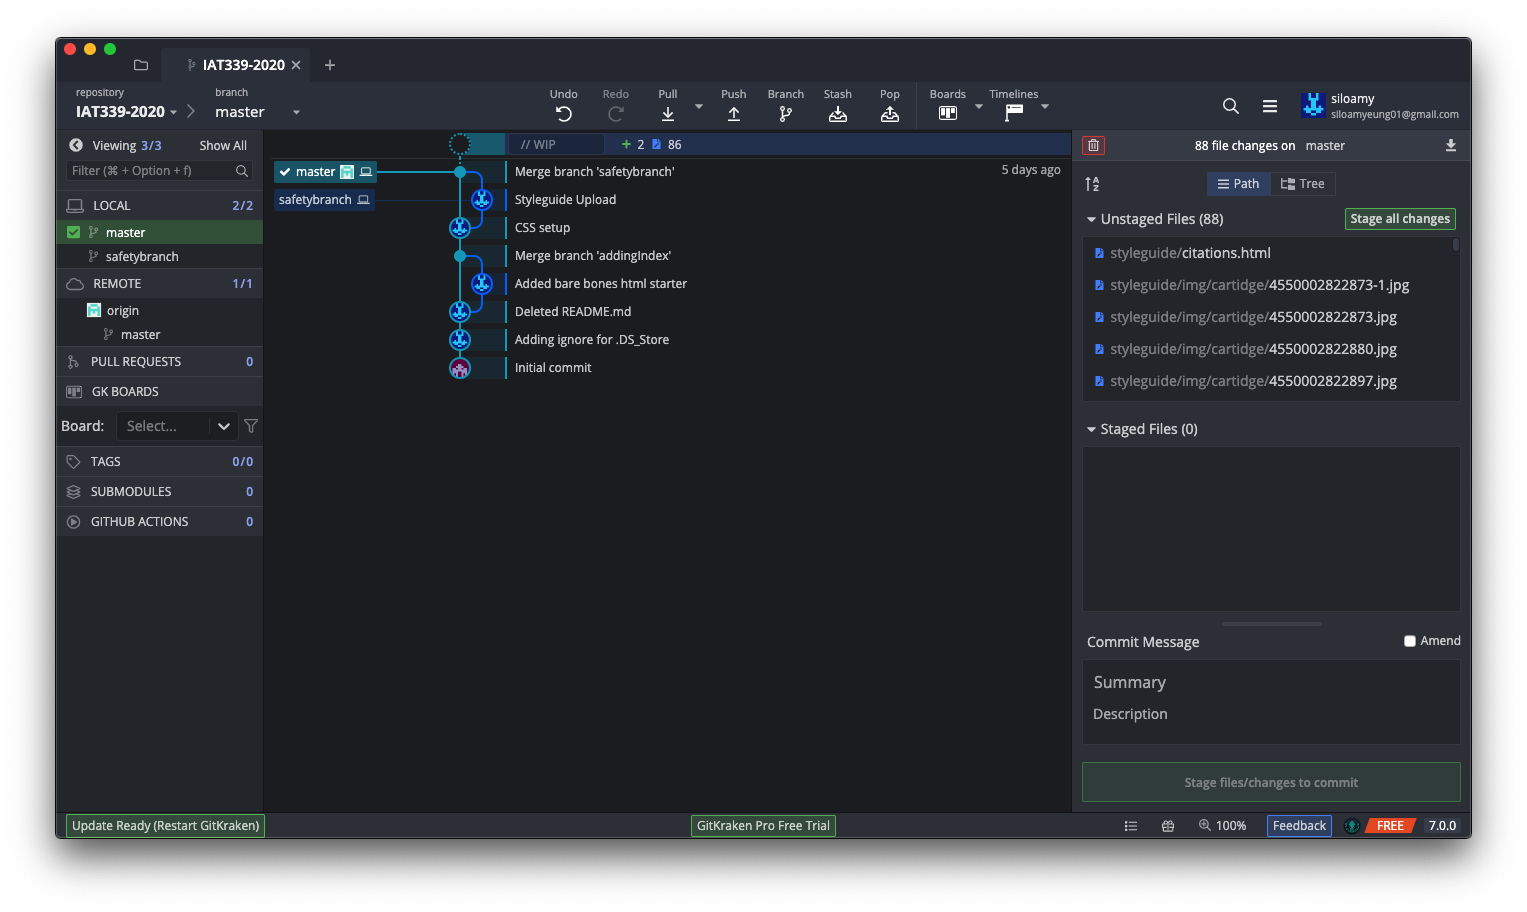 IAT339-2020
repository
IAT339-2020
branch
master
Undo
Redo
Pull
Push
Branch
Stash
Pop
Boards
Timelines
siloamy
siloamyeung01@gmail.com
Viewing 3/3
Show All
Filter (⌘ + Option + f)
LOCAL 2/2
master
safetybranch
REMOTE 1/1
origin
master
PULL REQUESTS 0
GK BOARDS
Board: Select...
TAGS 0/0
SUBMODULES 0
GITHUB ACTIONS 0
// WIP + 2 86
master Merge branch 'safetybranch' 5 days ago
safetybranch Styleguide Upload
CSS setup
Merge branch 'addingIndex'
Added bare bones html starter
Deleted README.md
Adding ignore for .DS_Store
Initial commit
88 file changes on master
A
Z
Path Tree
Unstaged Files (88)
Stage all changes
styleguide/citations.html
styleguide/img/cartidge/4550002822873-1.jpg
styleguide/img/cartidge/4550002822873.jpg
styleguide/img/cartidge/4550002822880.jpg
styleguide/img/cartidge/4550002822897.jpg
Staged Files (0)
Commit Message
Amend
Summary
Description
Stage files/changes to commit
Update Ready (Restart GitKraken)
GitKraken Pro Free Trial
100%
Feedback
FREE
7.0.0